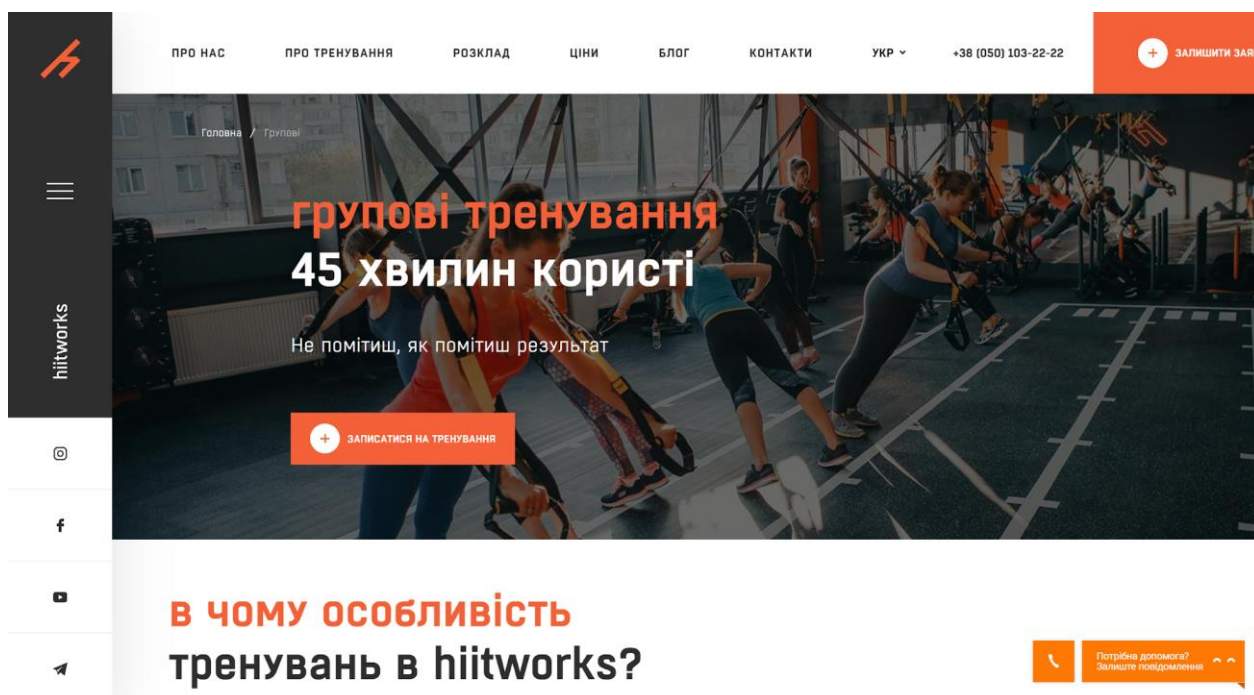 ПРО НАС
ПРО ТРЕНУВАННЯ
РОЗКЛАД
ЦІНИ
БЛОГ
КОНТАКТИ
УКР
+38 (050) 103-22-22
ЗАЛИШИТИ ЗАЯ
Головна / Групові
групові тренування
45 хвилин користі
Не помітиш, як помітиш результат
ЗАПИСАТИСЯ НА ТРЕНУВАННЯ
hiitworks
в чому особливість
тренувань в hiitworks?
Потрібна допомога?
Залиште повідомлення